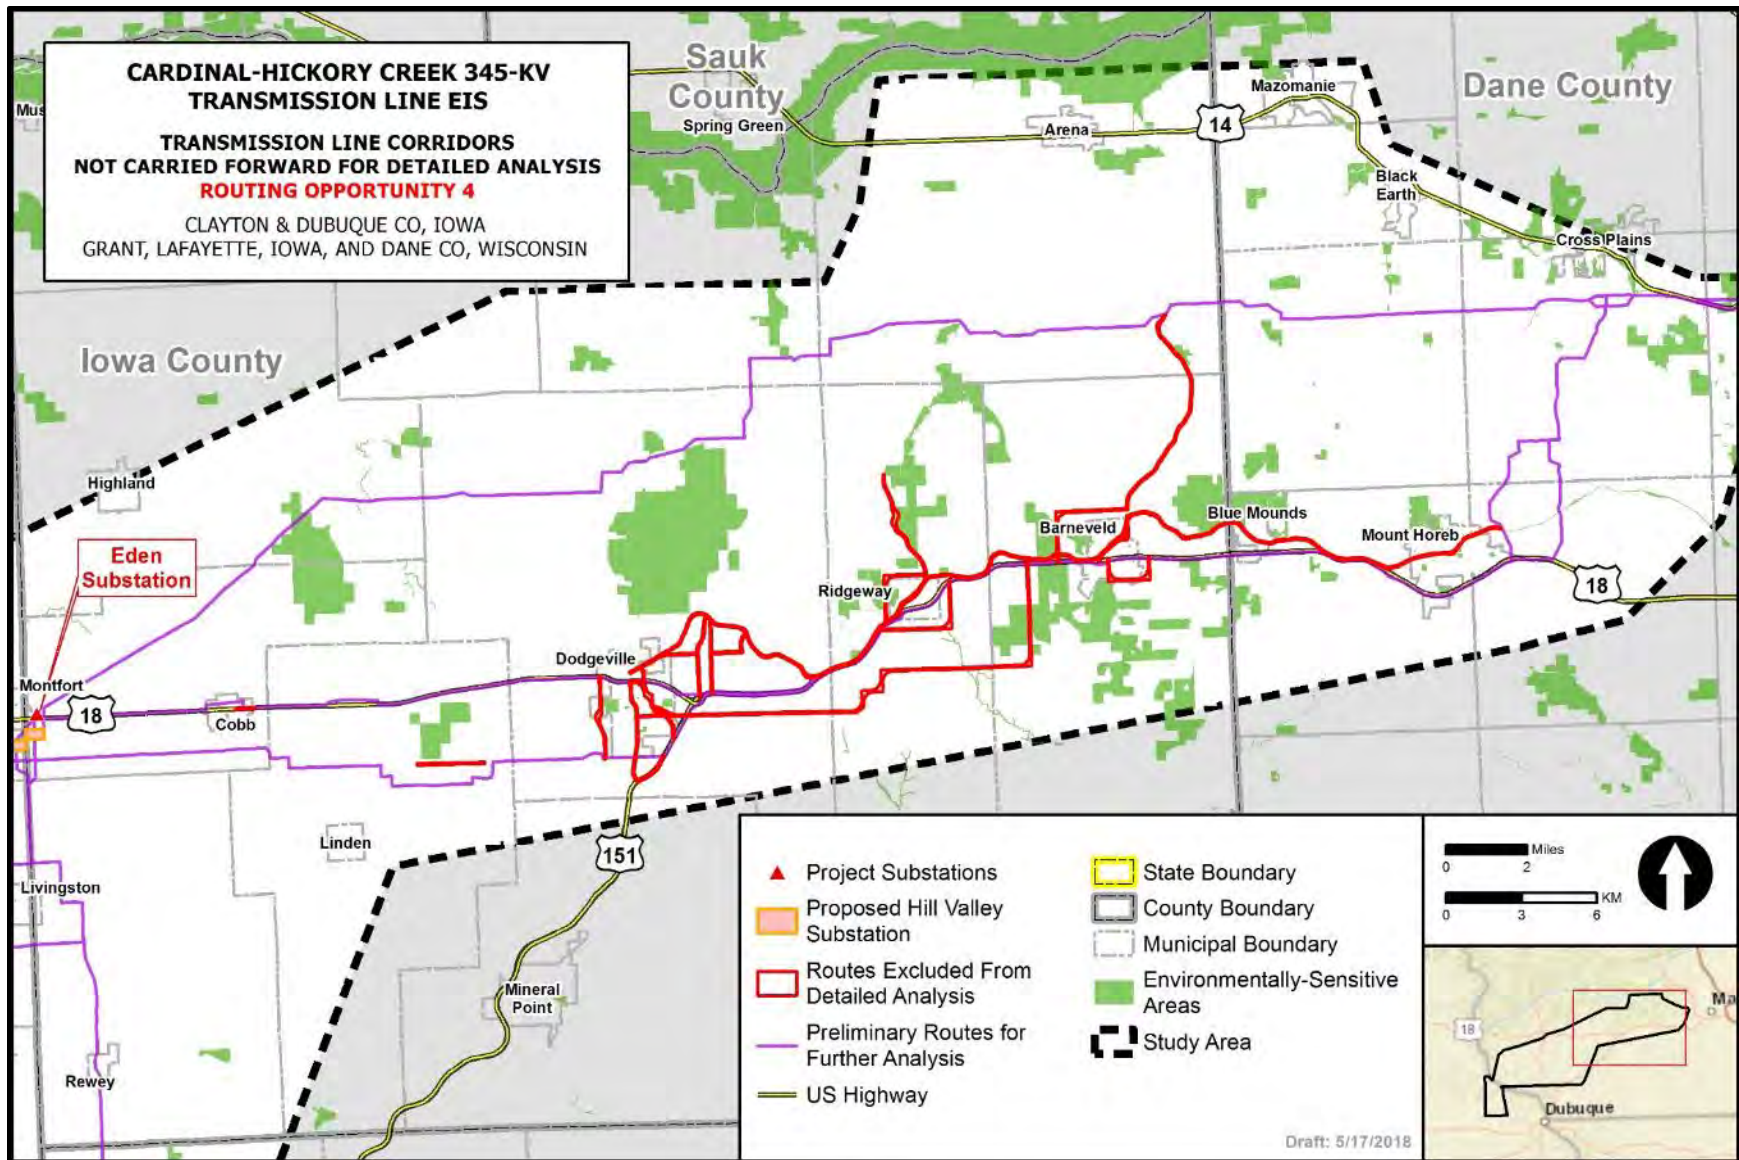 CARDINAL-HICKORY CREEK 345-KV
TRANSMISSION LINE EIS
TRANSMISSION LINE CORRIDORS
NOT CARRIED FORWARD FOR DETAILED ANALYSIS
ROUTING OPPORTUNITY 4
CLAYTON & DUBUQUE CO, IOWA
GRANT, LAFAYETTE, IOWA, AND DANE CO, WISCONSIN
Mus
Sauk
County
Spring Green
Arena
14
Mazomanie
Dane County
Black
Earth
Cross Plains
Iowa County
Highland
Eden
Substation
Barneveld
Blue Mounds
Mount Horeb
Ridgeway
18
Dodgeville
Montfort
18
Cobb
Linden
151
Livingston
Mineral
Point
Rewey
Project Substations
Proposed Hill Valley
Substation
Routes Excluded From
Detailed Analysis
Preliminary Routes for
Further Analysis
US Highway
State Boundary
County Boundary
Municipal Boundary
Environmentally-Sensitive
Areas
Study Area
Draft: 5/17/2018
Miles
0 2
KM
0 3 6
18
Ma
Dubuque